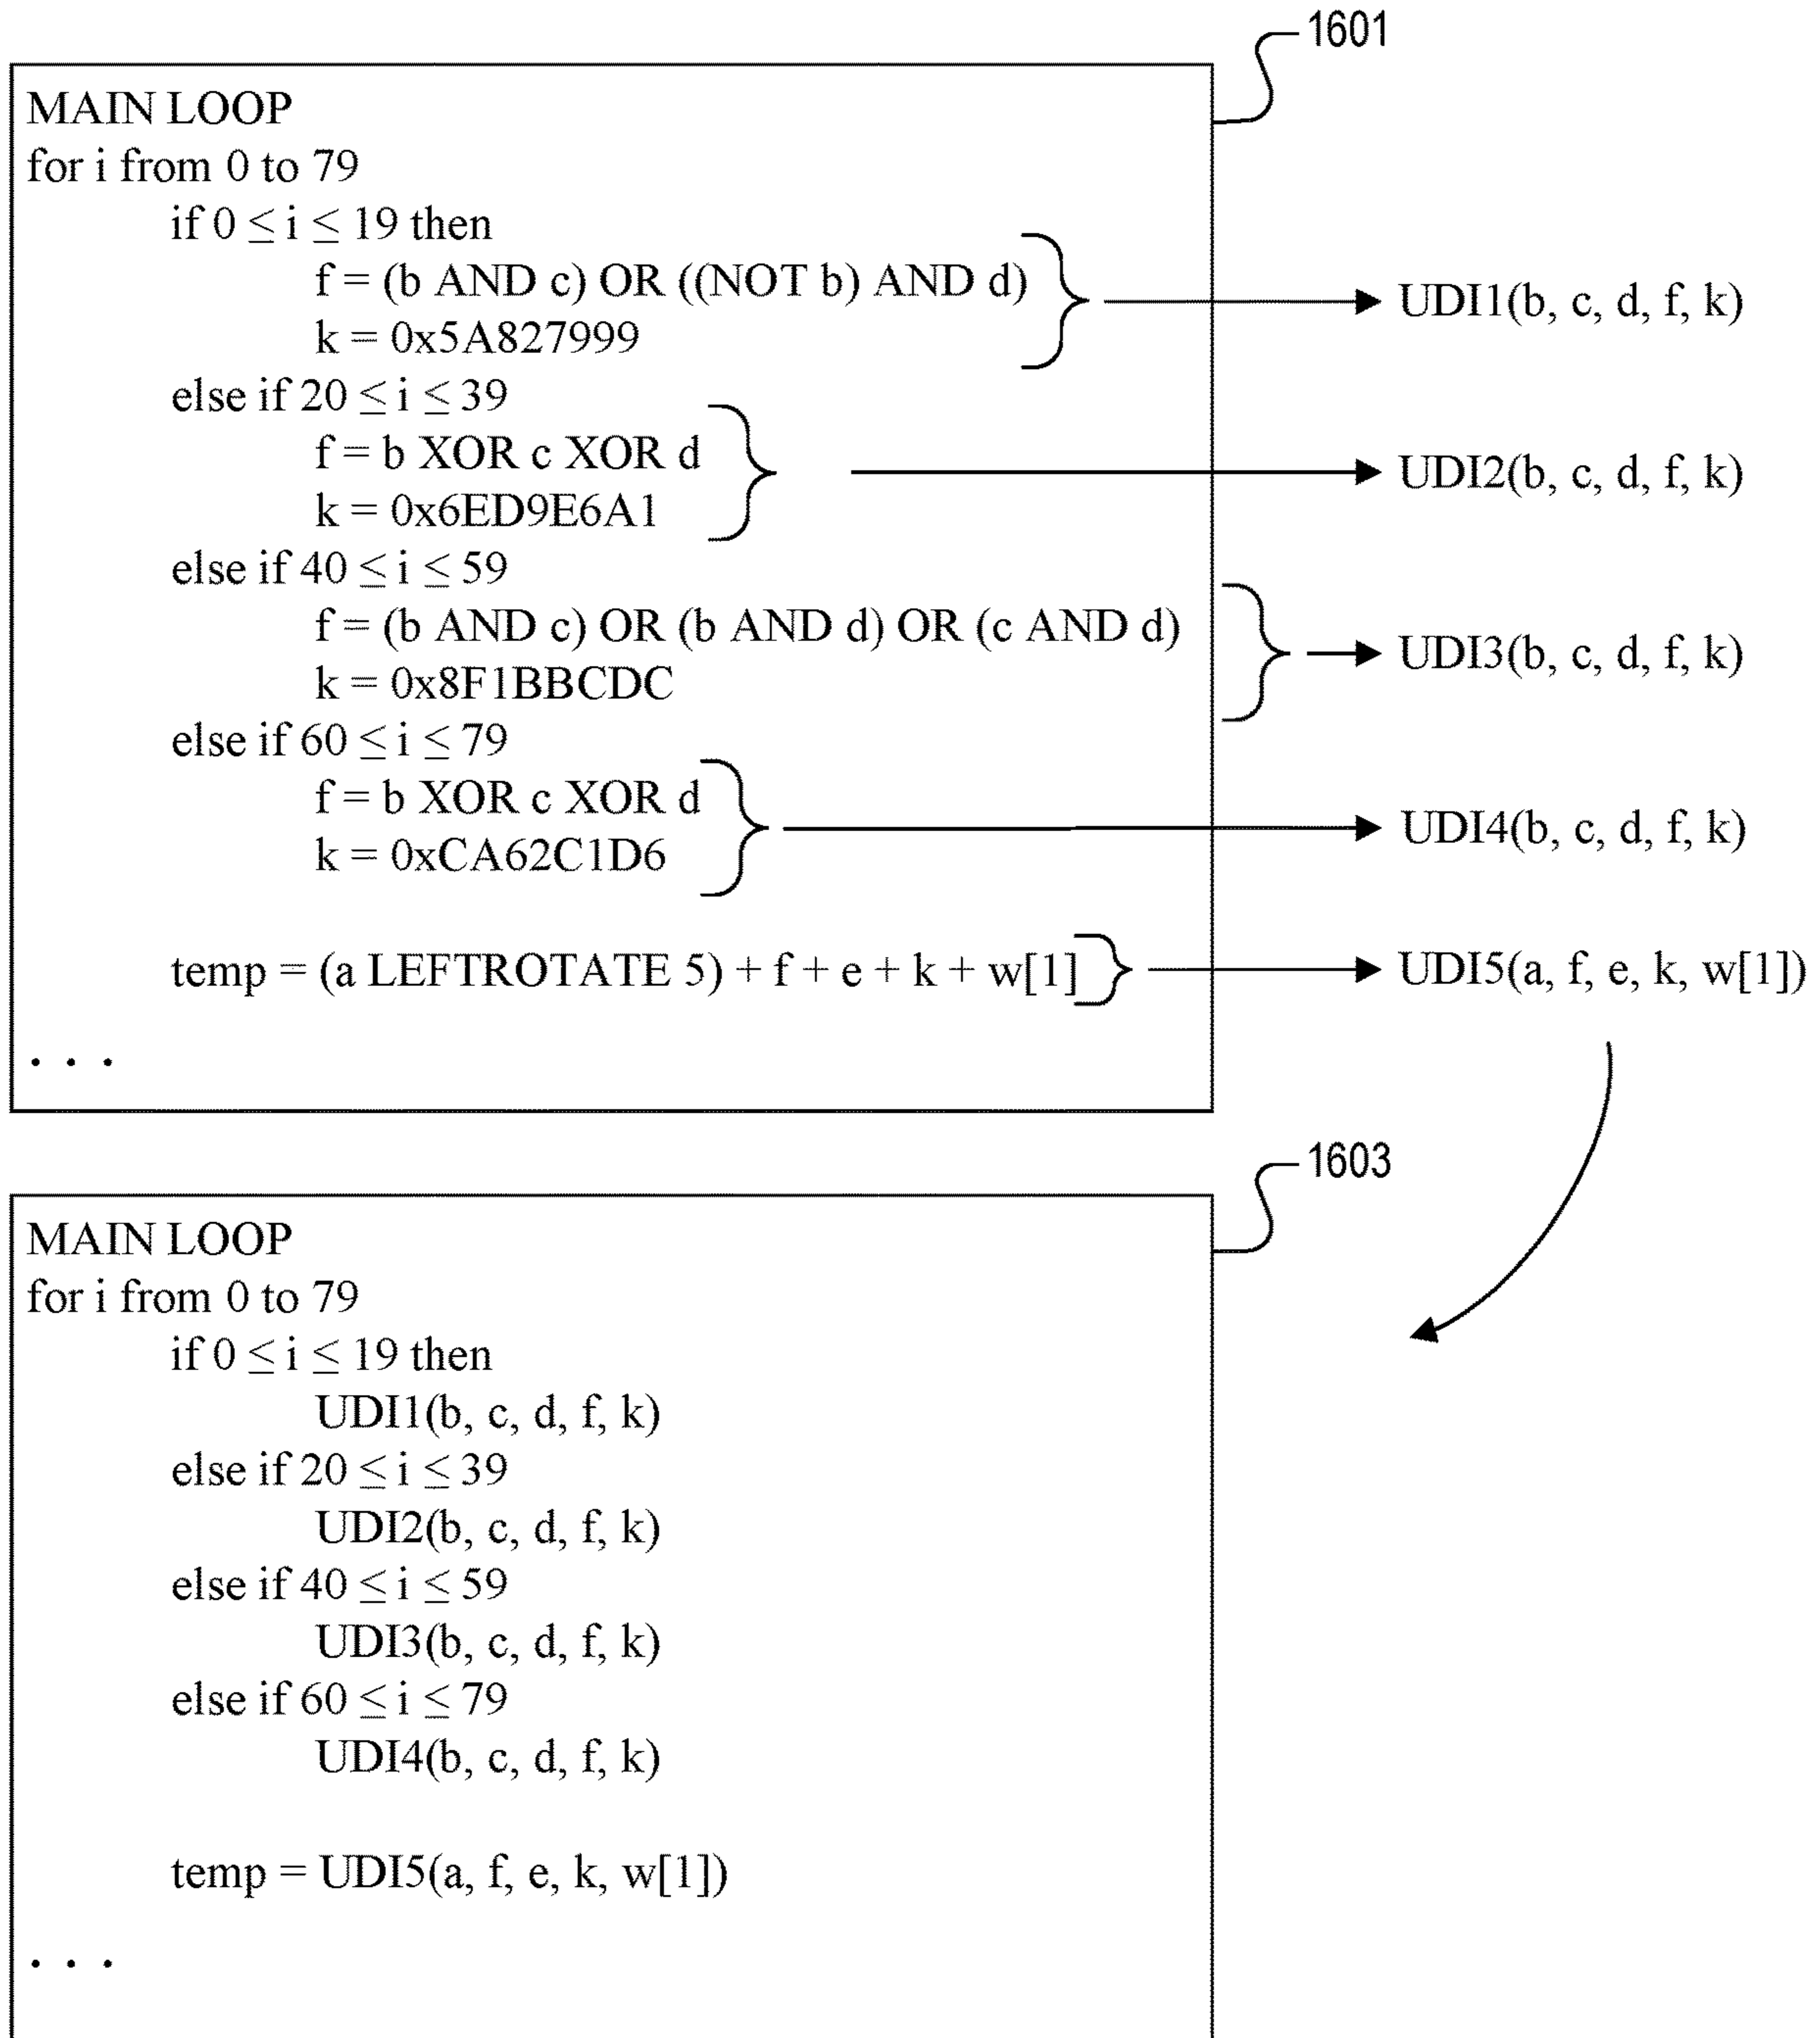 1601
MAIN LOOP
for i from 0 to 79
if 0 ≤ i ≤ 19 then
f = (b AND c) OR ((NOT b) AND d)
k = 0x5A827999
UDI1(b, c, d, f, k)
else if 20 ≤ i ≤ 39
f = b XOR c XOR d
k = 0x6ED9E6A1
UDI2(b, c, d, f, k)
else if 40 ≤ i ≤ 59
f = (b AND c) OR (b AND d) OR (c AND d)
k = 0x8F1BBCDC
UDI3(b, c, d, f, k)
else if 60 ≤ i ≤ 79
f = b XOR c XOR d
k = 0xCA62C1D6
UDI4(b, c, d, f, k)
temp = (a LEFTROTATE 5) + f + e + k + w[1]
UDI5(a, f, e, k, w[1])
. . .
1603
MAIN LOOP
for i from 0 to 79
if 0 ≤ i ≤ 19 then
UDI1(b, c, d, f, k)
else if 20 ≤ i ≤ 39
UDI2(b, c, d, f, k)
else if 40 ≤ i ≤ 59
UDI3(b, c, d, f, k)
else if 60 ≤ i ≤ 79
UDI4(b, c, d, f, k)
temp = UDI5(a, f, e, k, w[1])
. . .